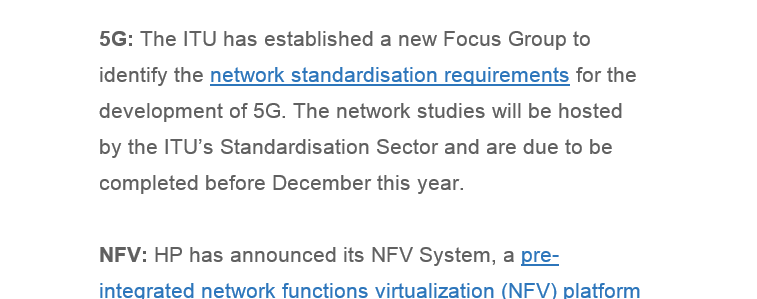 5G: The ITU has established a new Focus Group to
identify the network standardisation requirements for the
development of 5G. The network studies will be hosted
by the ITU’s Standardisation Sector and are due to be
completed before December this year.
NFV: HP has announced its NFV System, a pre-
integrated network functions virtualization (NFV) platform